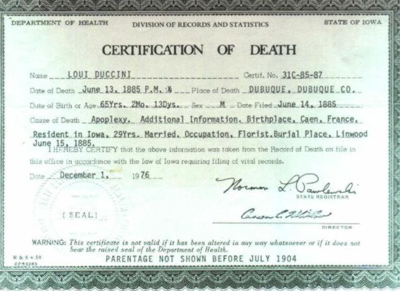 DEPARTMENT OF HEALTH DIVISION OF RECORDS AND STATISTICS STATE OF IOWA
CERTIFICATION OF DEATH
Name LOUI DUCCINI Certif. No. 31C-85-87
Date of Death June 13, 1885 P.M. & Place of Death DUBUQUE, DUBUQUE CO.
Date of Birth or Age 65Yrs. 2Mo. 13Dys. Sex M Date Filed June 14, 1885
Cause of Death Apoplexy, Additional Information, Birthplace, Caen, France,
Resident in Iowa, 29Yrs. Married, Occupation, Florist, Burial Place, Linwood
June 15, 1885.
I HEREBY CERTIFY that the above information was taken from the Record of Death on file
in this office in accordance with the law of Iowa requiring filing of vital records.
Date December 1, 1976
Norman L. Pawlewski
STATE REGISTRAR
[SEAL]
DIRECTOR
WARNING: This certificate is not valid if it has been altered in any way whatsoever or if it does not
bear the raised seal of the Department of Health.
PARENTAGE NOT SHOWN BEFORE JULY 1904